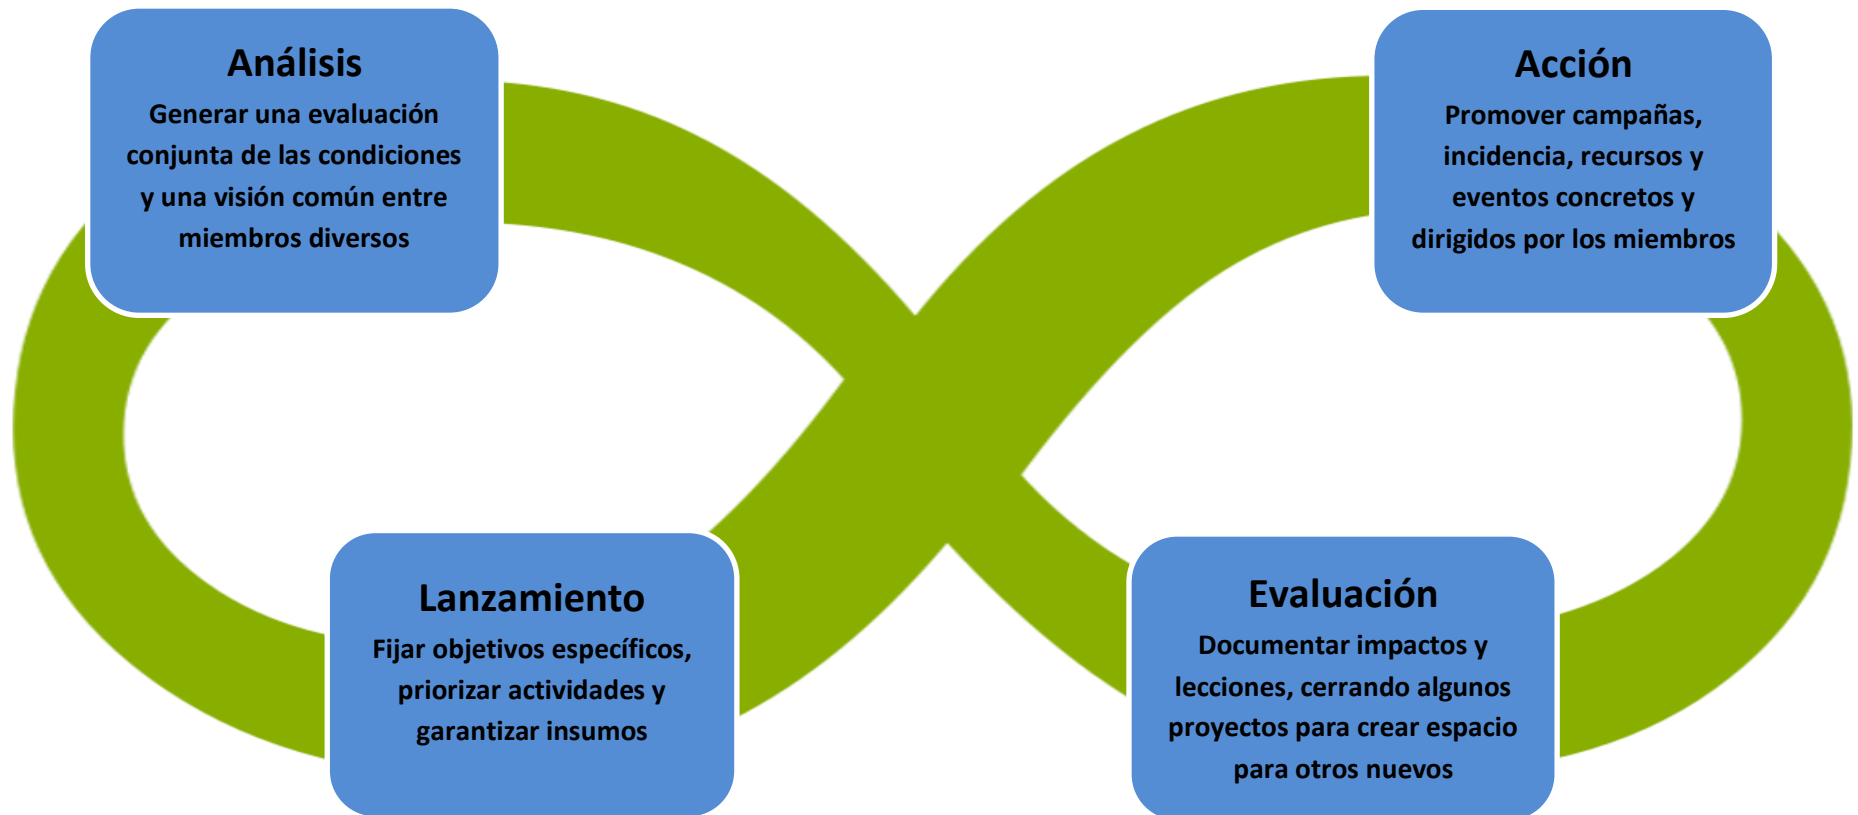 Análisis
Generar una evaluación
conjunta de las condiciones
y una visión común entre
miembros diversos
Acción
Promover campañas,
incidencia, recursos y
eventos concretos y
dirigidos por los miembros
Lanzamiento
Fijar objetivos específicos,
priorizar actividades y
garantizar insumos
Evaluación
Documentar impactos y
lecciones, cerrando algunos
proyectos para crear espacio
para otros nuevos